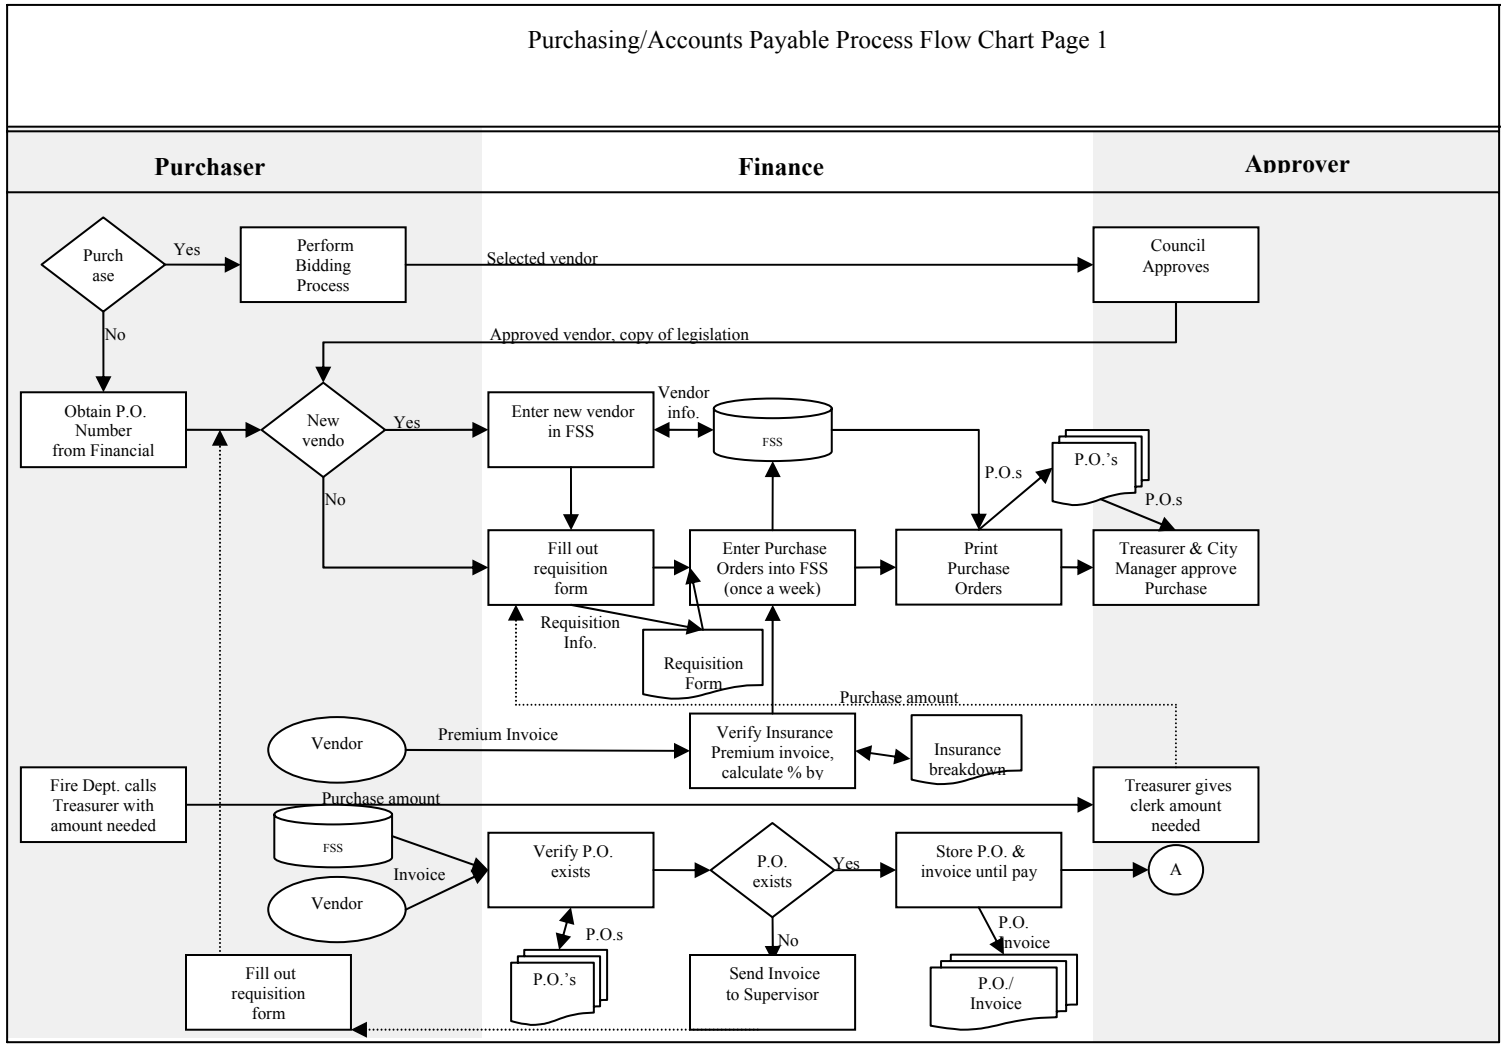 Purchasing/Accounts Payable Process Flow Chart Page 1
Purchaser
Finance
Approver
Purch
ase
Yes
Perform
Bidding
Process
Selected vendor
Council
Approves
No
Approved vendor, copy of legislation
Obtain P.O.
Number
from Financial
New
vendo
Yes
Enter new vendor
in FSS
Vendor
info.
FSS
P.O.s
P.O.'s
P.O.s
No
Fill out
requisition
form
Enter Purchase
Orders into FSS
(once a week)
Print
Purchase
Orders
Treasurer & City
Manager approve
Purchase
Requisition
Info.
Requisition
Form
Purchase amount
Vendor
Premium Invoice
Verify Insurance
Premium invoice,
calculate % by
Insurance
breakdown
Fire Dept. calls
Treasurer with
amount needed
Purchase amount
Treasurer gives
clerk amount
needed
FSS
Invoice
Vendor
Verify P.O.
exists
P.O.
exists
Yes
Store P.O. &
invoice until pay
A
P.O.s
P.O.'s
No
P.O.
Invoice
Fill out
requisition
form
Send Invoice
to Supervisor
P.O./
Invoice